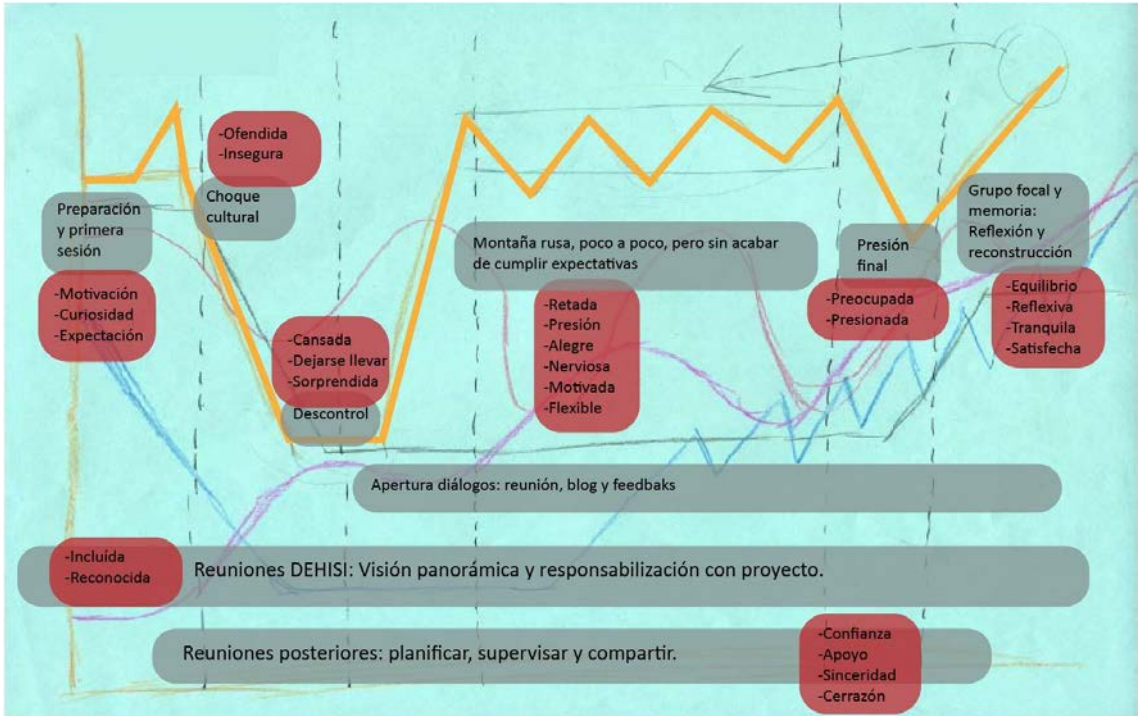 -Ofendida
-Insegura
Choque
cultural
Preparación
y primera
sesión
-Motivación
-Curiosidad
-Expectación
-Cansada
-Dejarse llevar
-Sorprendida
Descontrol
Montaña rusa, poco a poco, pero sin acabar
de cumplir expectativas
-Retada
-Presión
-Alegre
-Nerviosa
-Motivada
-Flexible
Presión
final
-Preocupada
-Presionada
Grupo focal y
memoria:
Reflexión y
reconstrucción
-Equilibrio
-Reflexiva
-Tranquila
-Satisfecha
Apertura diálogos: reunión, blog y feedbaks
-Incluída
-Reconocida
Reuniones DEHISI: Visión panorámica y responsabilización con proyecto.
Reuniones posteriores: planificar, supervisar y compartir.
-Confianza
-Apoyo
-Sinceridad
-Cerrazón